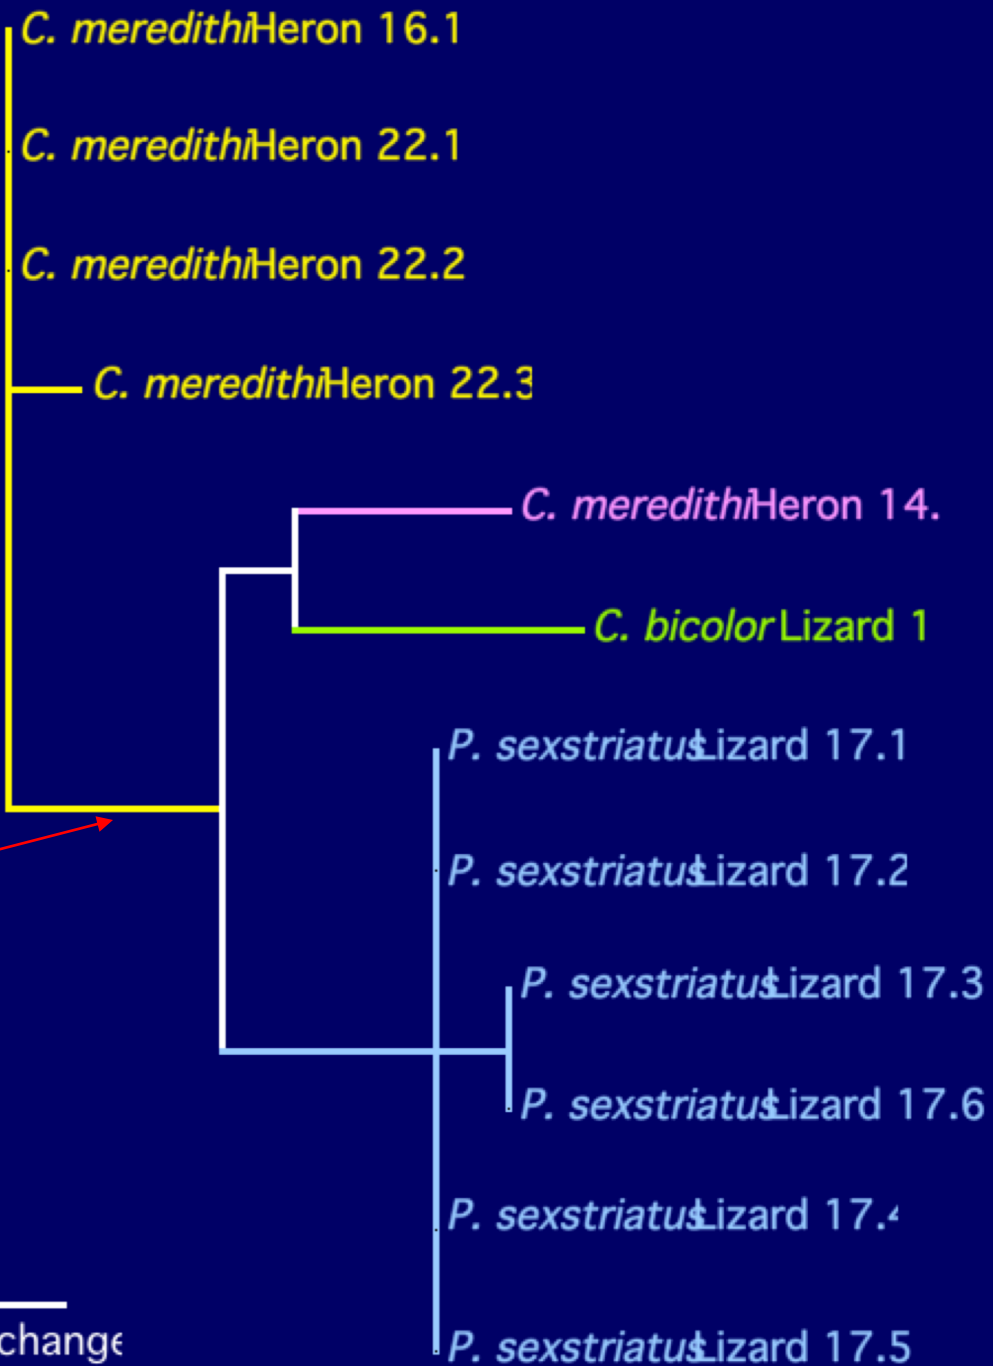 C. meredithi Heron 16.1
C. meredithi Heron 22.1
C. meredithi Heron 22.2
C. meredithi Heron 22.3
C. meredithi Heron 14.
C. bicolor Lizard 1
P. sexstriatus Lizard 17.1
P. sexstriatus Lizard 17.2
P. sexstriatus Lizard 17.3
P. sexstriatus Lizard 17.6
P. sexstriatus Lizard 17.4
P. sexstriatus Lizard 17.5
change